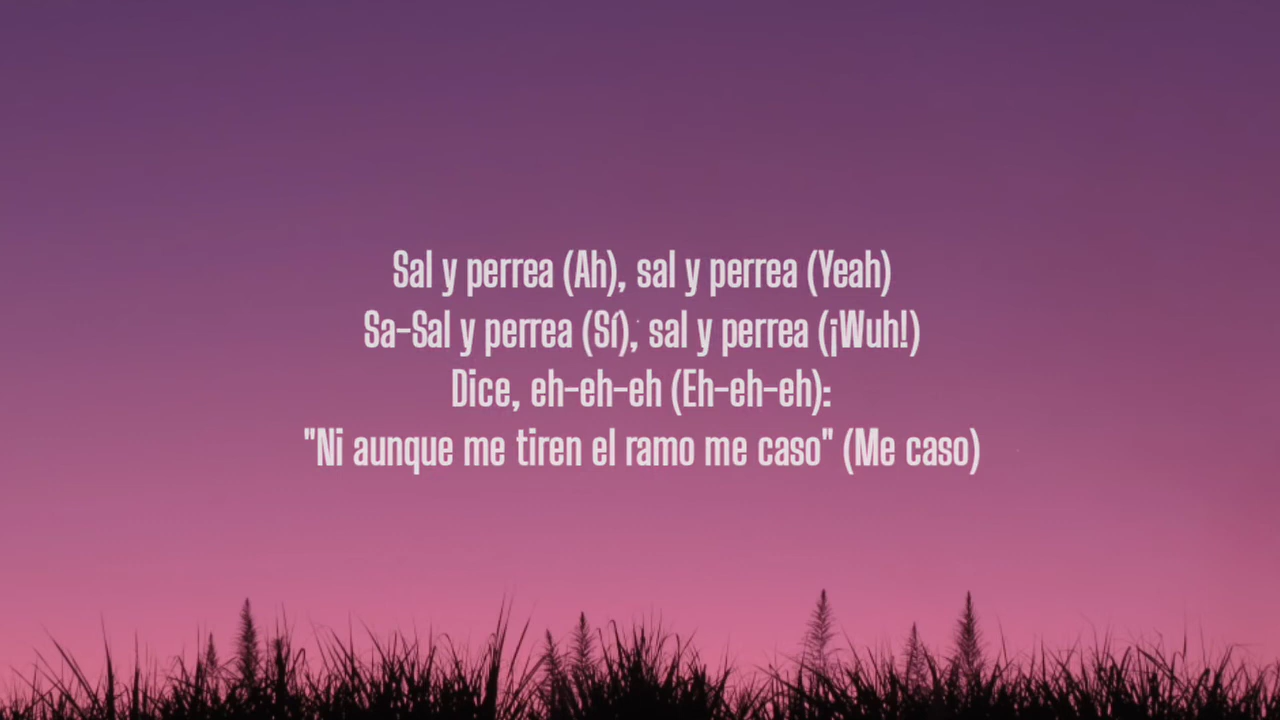 Sal y perrea (Ah), sal y perrea (Yeah)
Sa-Sal y perrea (Sí), sal y perrea (¡Wuh!)
Dice, eh-eh-eh (Eh-eh-eh):
"Ni aunque me tiren el ramo me caso" (Me caso)